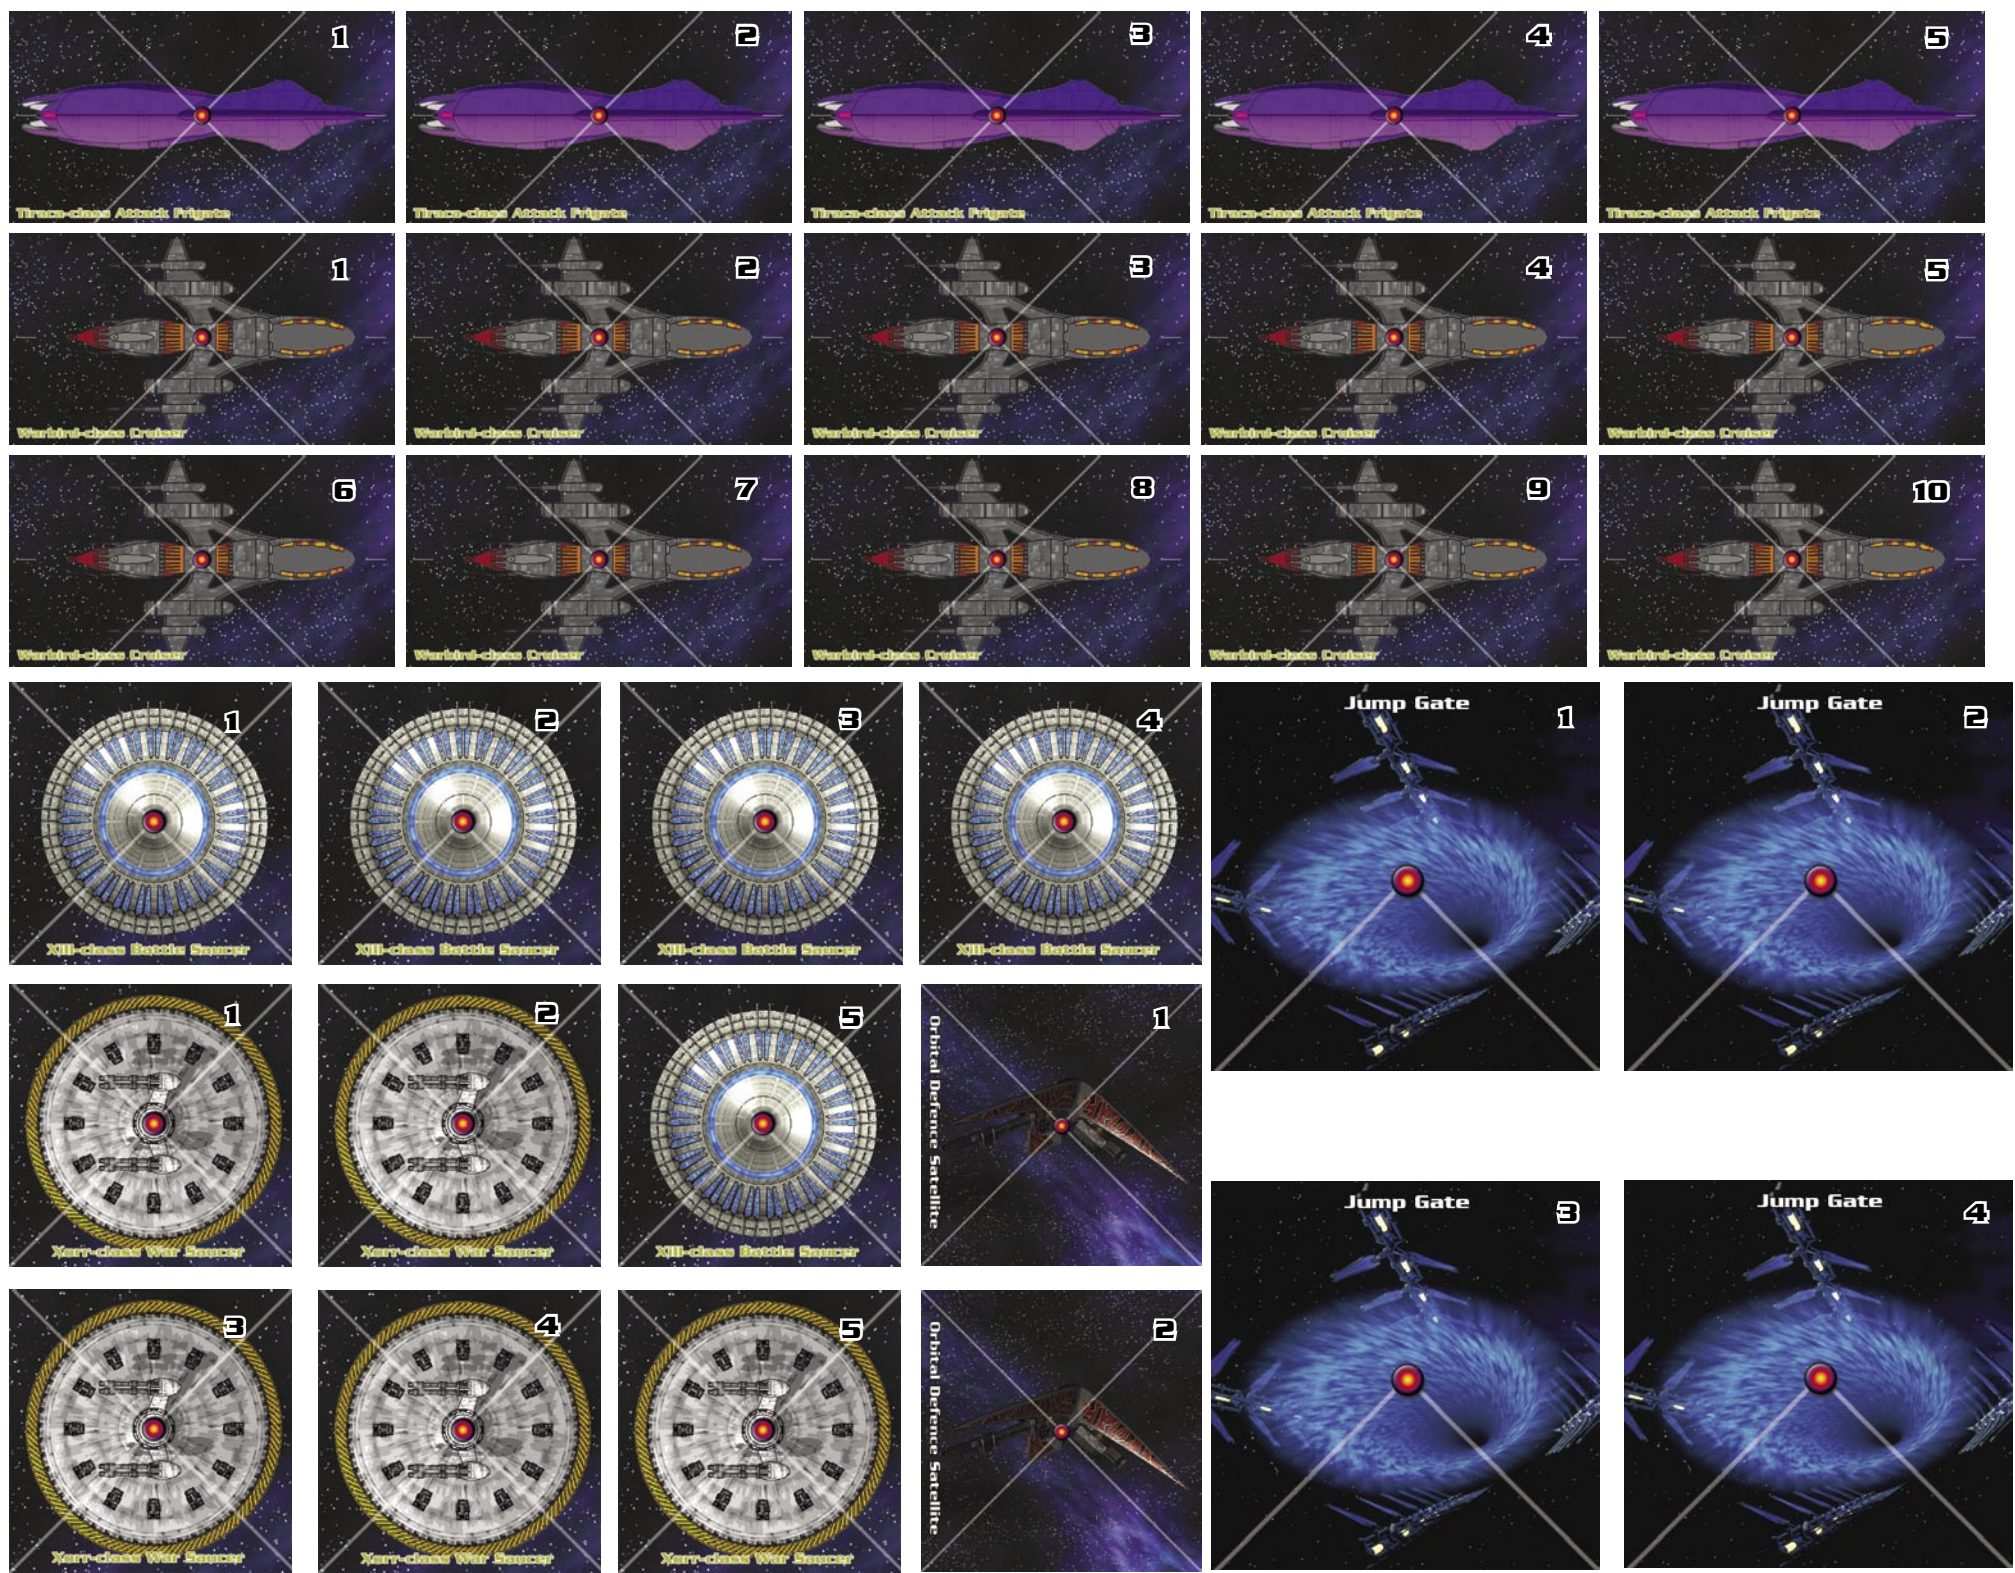 1
2
3
4
5
Tiraca-class Attack Frigate
Tiraca-class Attack Frigate
Tiraca-class Attack Frigate
Tiraca-class Attack Frigate
Tiraca-class Attack Frigate
1
2
3
4
5
Warbird-class Cruiser
Warbird-class Cruiser
Warbird-class Cruiser
Warbird-class Cruiser
Warbird-class Cruiser
6
7
8
9
10
Warbird-class Cruiser
Warbird-class Cruiser
Warbird-class Cruiser
Warbird-class Cruiser
Warbird-class Cruiser
1
2
3
4
Jump Gate
1
Jump Gate
2
Xill-class Battle Saucer
Xill-class Battle Saucer
Xill-class Battle Saucer
Xill-class Battle Saucer
1
2
5
1
Orbital Defence Satellite
Xorr-class War Saucer
Xorr-class War Saucer
Xill-class Battle Saucer
Jump Gate
3
Jump Gate
4
3
4
5
2
Orbital Defence Satellite
Xorr-class War Saucer
Xorr-class War Saucer
Xorr-class War Saucer